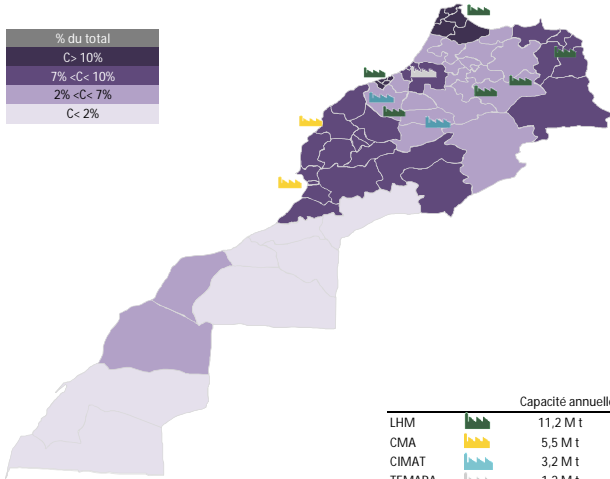 % du total
C> 10%
7% <C< 10%
2% <C< 7%
C< 2%
Capacité annuelle
LHM 11,2 M t
CMA 5,5 M t
CIMAT 3,2 M t
TEMARA